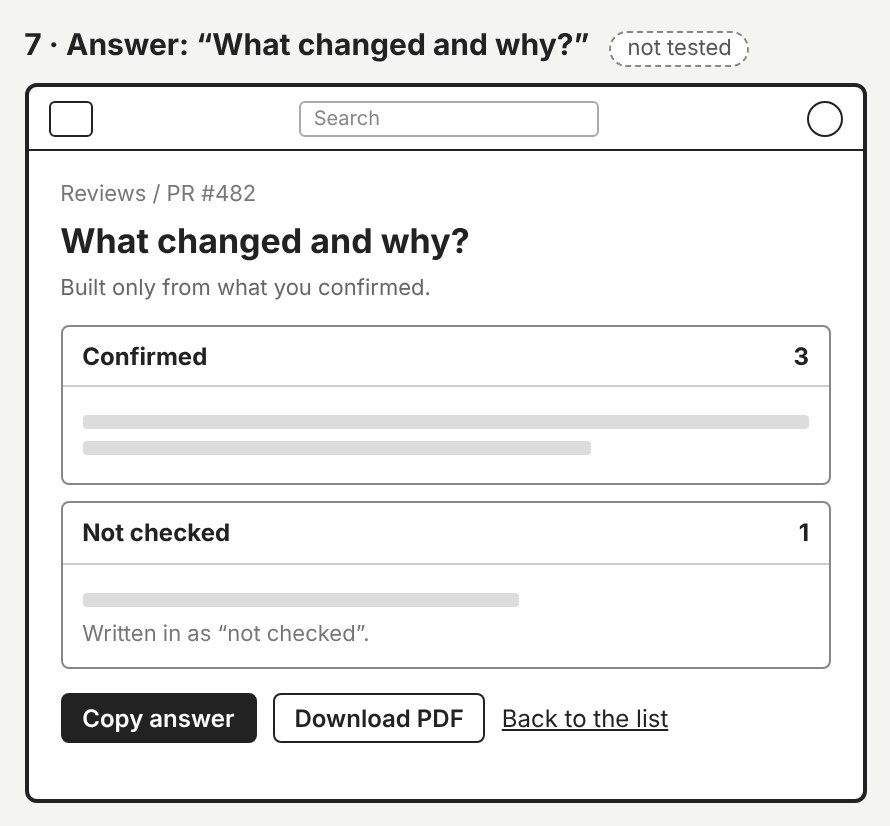 7 · Answer: “What changed and why?” not tested
Search
Reviews / PR #482
What changed and why?
Built only from what you confirmed.
Confirmed 3
Not checked 1
Written in as “not checked”.
Copy answer Download PDF Back to the list